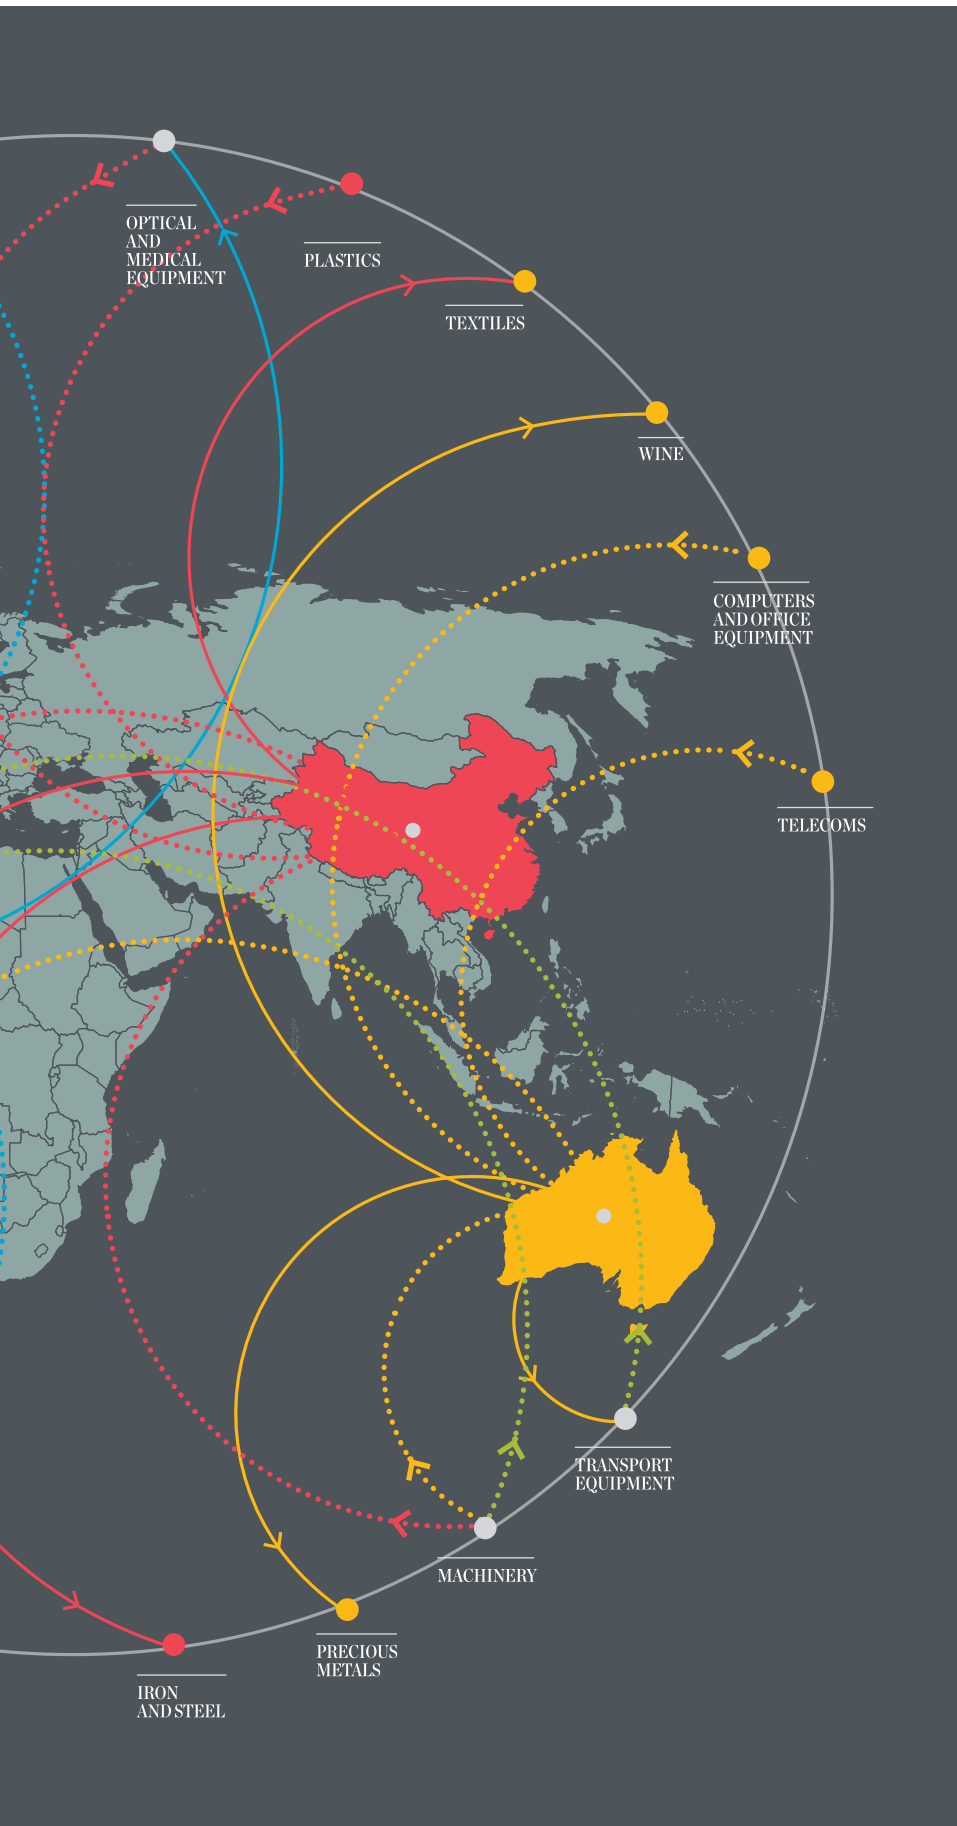 OPTICAL
AND
MEDICAL
EQUIPMENT
PLASTICS
TEXTILES
WINE
COMPUTERS
AND OFFICE
EQUIPMENT
TELECOMS
TRANSPORT
EQUIPMENT
MACHINERY
PRECIOUS
METALS
IRON
AND STEEL